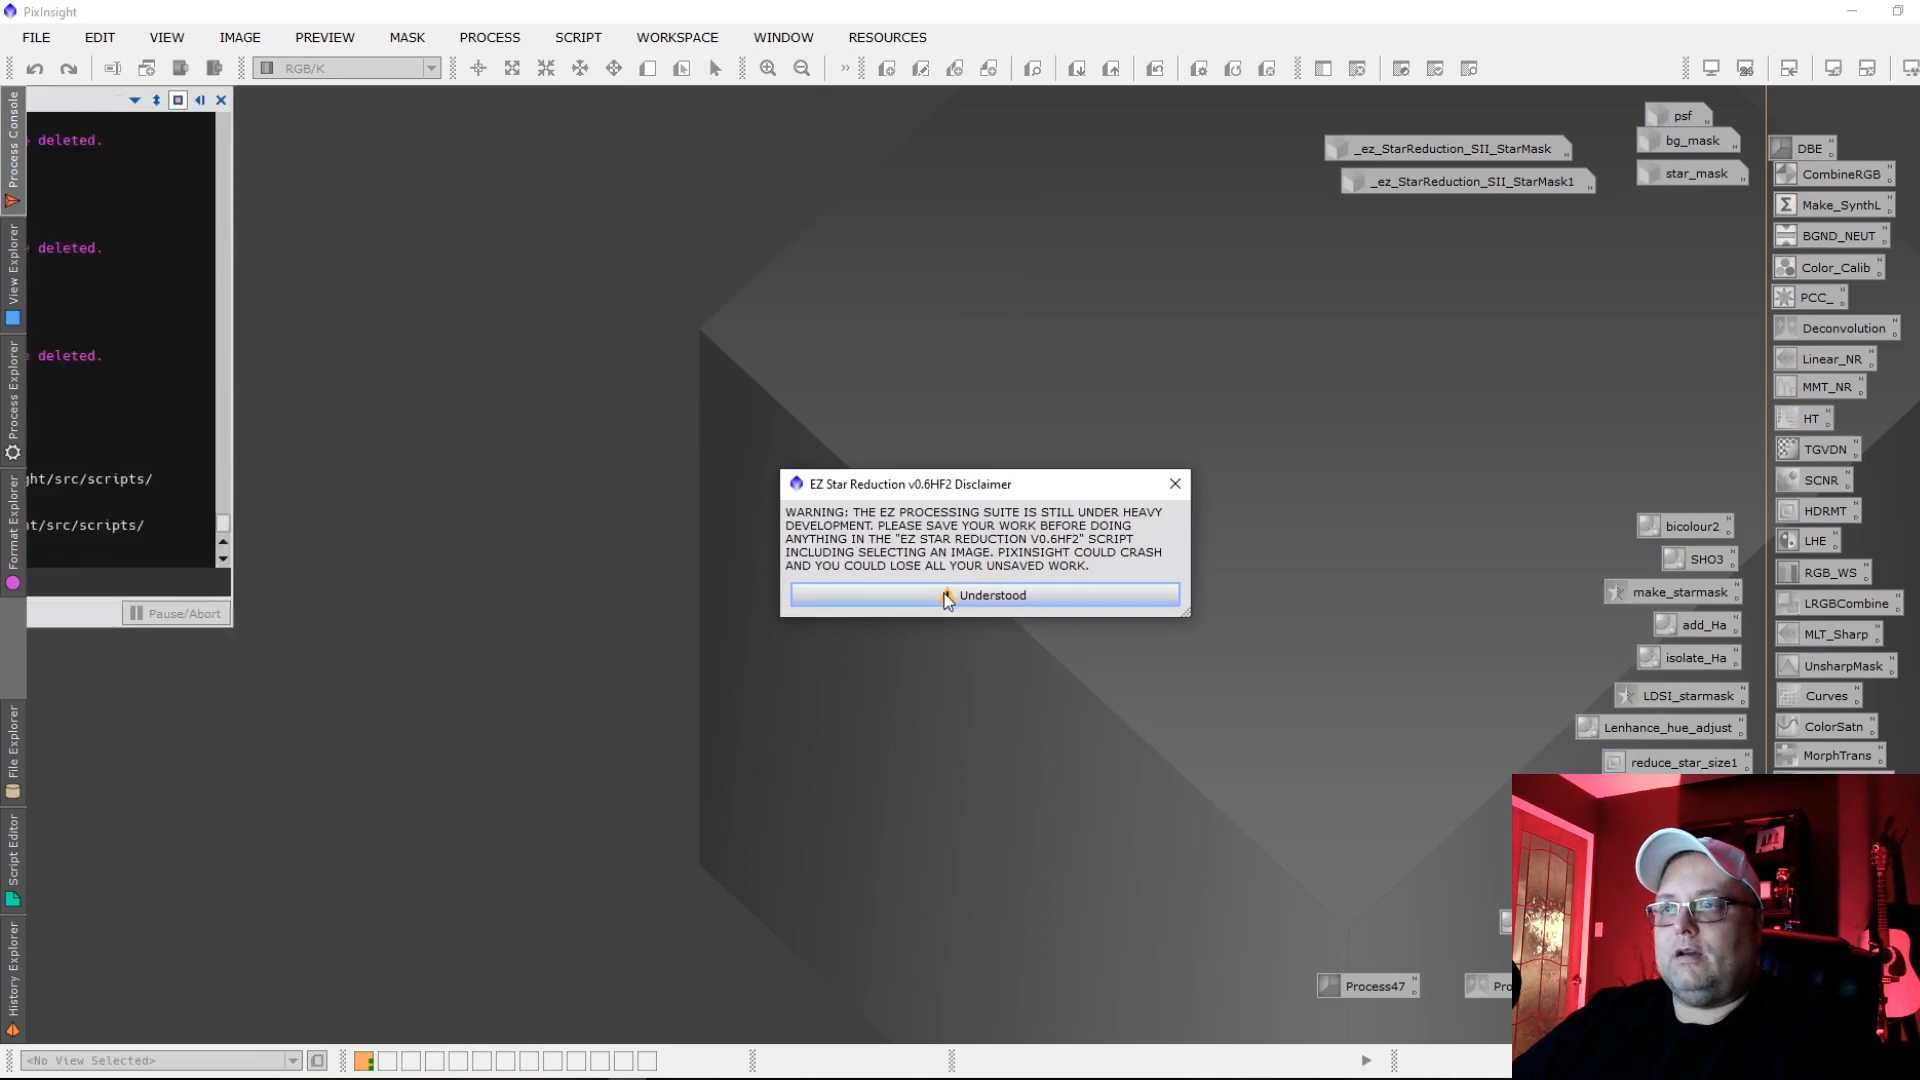 PixInsight
FILE EDIT VIEW IMAGE PREVIEW MASK PROCESS SCRIPT WORKSPACE WINDOW RESOURCES
RGB/K
Process Console
View Explorer
Process Explorer
Format Explorer
File Explorer
Script Editor
History Explorer
deleted.
deleted.
deleted.
ht/src/scripts/
t/src/scripts/
Pause/Abort
_ez_StarReduction_SII_StarMask
_ez_StarReduction_SII_StarMask1
psf
bg_mask
star_mask
EZ Star Reduction v0.6HF2 Disclaimer
WARNING: THE EZ PROCESSING SUITE IS STILL UNDER HEAVY
DEVELOPMENT. PLEASE SAVE YOUR WORK BEFORE DOING
ANYTHING IN THE "EZ STAR REDUCTION V0.6HF2" SCRIPT
INCLUDING SELECTING AN IMAGE. PIXINSIGHT COULD CRASH
AND YOU COULD LOSE ALL YOUR UNSAVED WORK.
Understood
bicolour2
SHO3
make_starmask
add_Ha
isolate_Ha
LDSI_starmask
Lenhance_hue_adjust
reduce_star_size1
DBE
CombineRGB
Make_SynthL
BGND_NEUT
Color_Calib
PCC_
Deconvolution
Linear_NR
MMT_NR
HT
TGVDN
SCNR
HDRMT
LHE
RGB_WS
LRGBCombine
MLT_Sharp
UnsharpMask
Curves
ColorSatn
MorphTrans
Process47
Pro
<No View Selected>